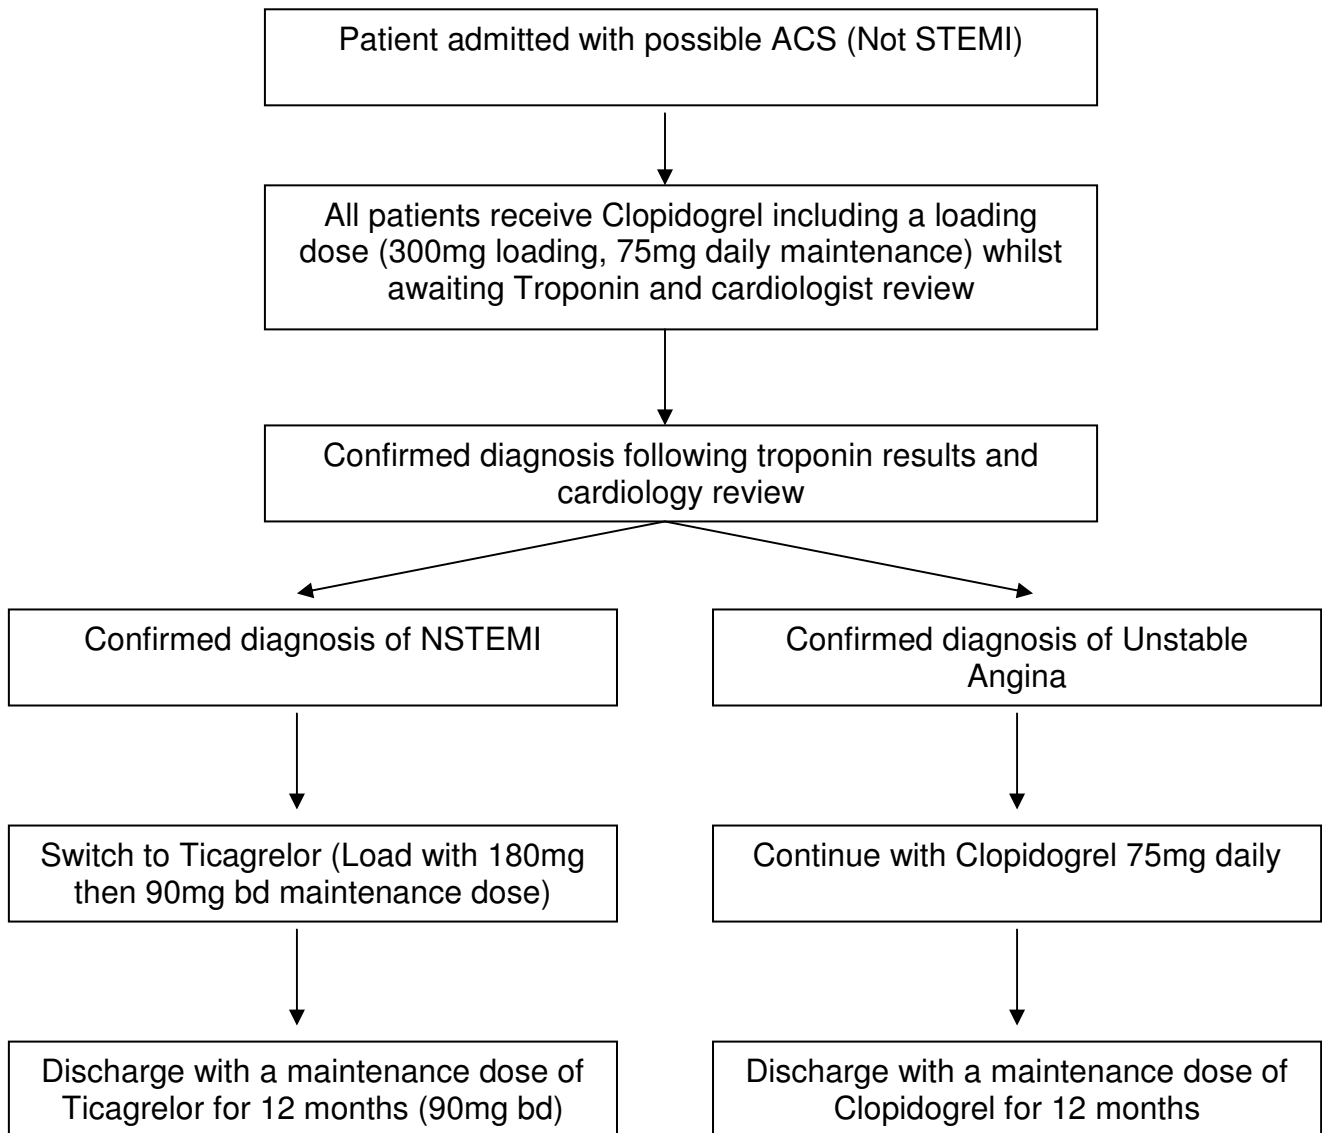 Patient admitted with possible ACS (Not STEMI)
All patients receive Clopidogrel including a loading
dose (300mg loading, 75mg daily maintenance) whilst
awaiting Troponin and cardiologist review
Confirmed diagnosis following troponin results and
cardiology review
Confirmed diagnosis of NSTEMI
Confirmed diagnosis of Unstable
Angina
Switch to Ticagrelor (Load with 180mg
then 90mg bd maintenance dose)
Continue with Clopidogrel 75mg daily
Discharge with a maintenance dose of
Ticagrelor for 12 months (90mg bd)
Discharge with a maintenance dose of
Clopidogrel for 12 months